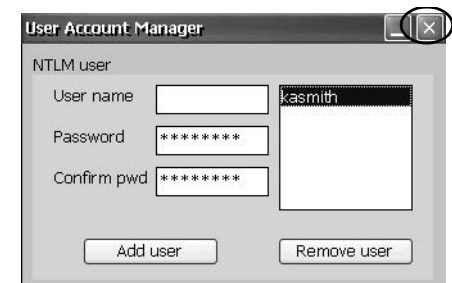 User Account Manager
NTLM user
User name
kasmith
Password ********
Confirm pwd ********
Add user Remove user